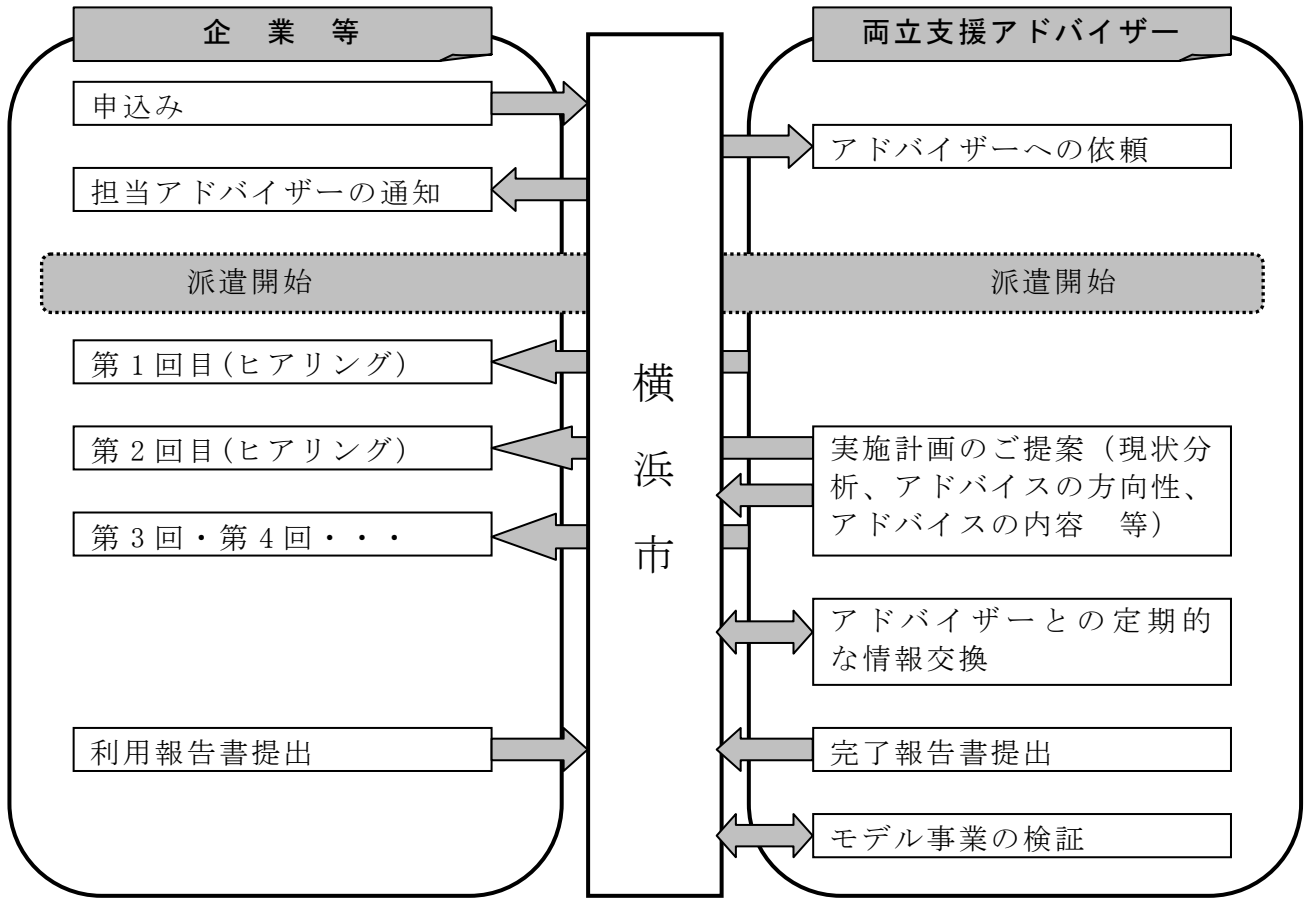 企　業　等
申込み
担当アドバイザーの通知
派遣開始
第１回目(ヒアリング)
第２回目(ヒアリング)
第３回・第４回・・・
利用報告書提出
横
浜
市
両立支援アドバイザー
アドバイザーへの依頼
派遣開始
実施計画のご提案（現状分
析、アドバイスの方向性、
アドバイスの内容　等）
アドバイザーとの定期的
な情報交換
完了報告書提出
モデル事業の検証